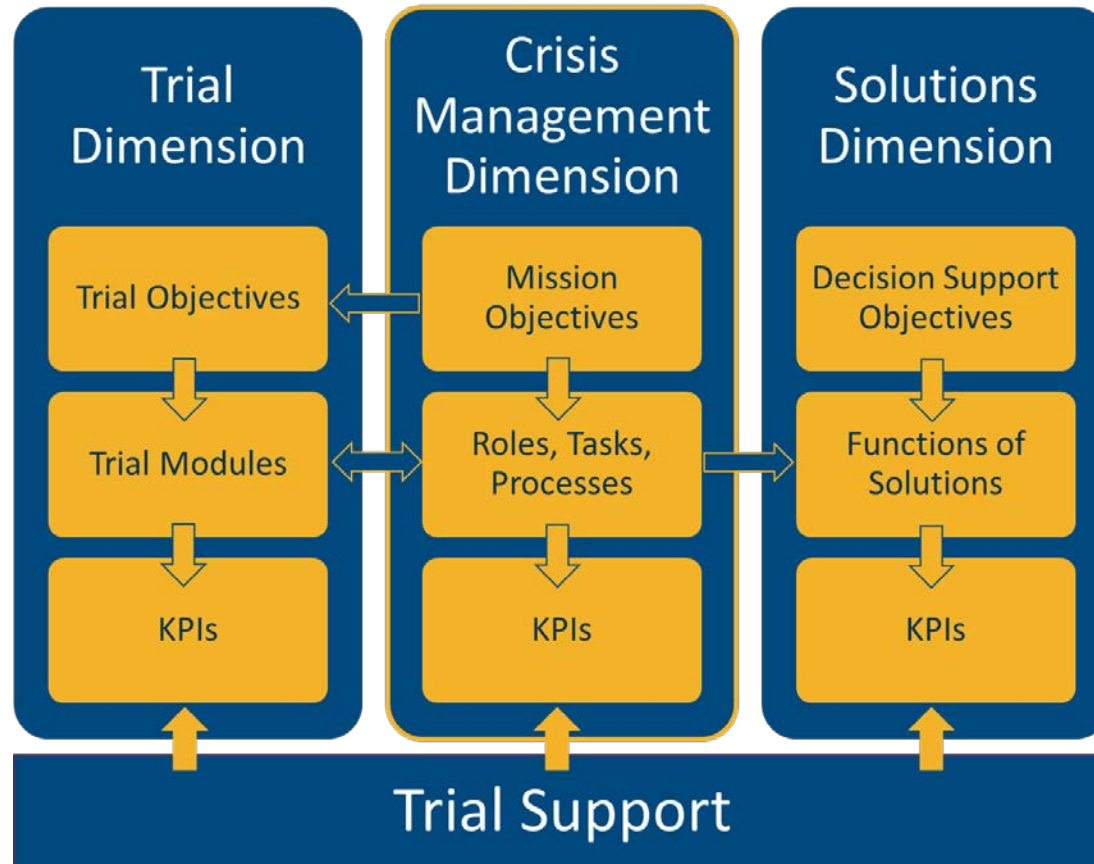 Trial
Dimension
Trial Objectives
Trial Modules
KPIs
Crisis
Management
Dimension
Mission
Objectives
Roles, Tasks,
Processes
KPIs
Solutions
Dimension
Decision Support
Objectives
Functions of
Solutions
KPIs
Trial Support